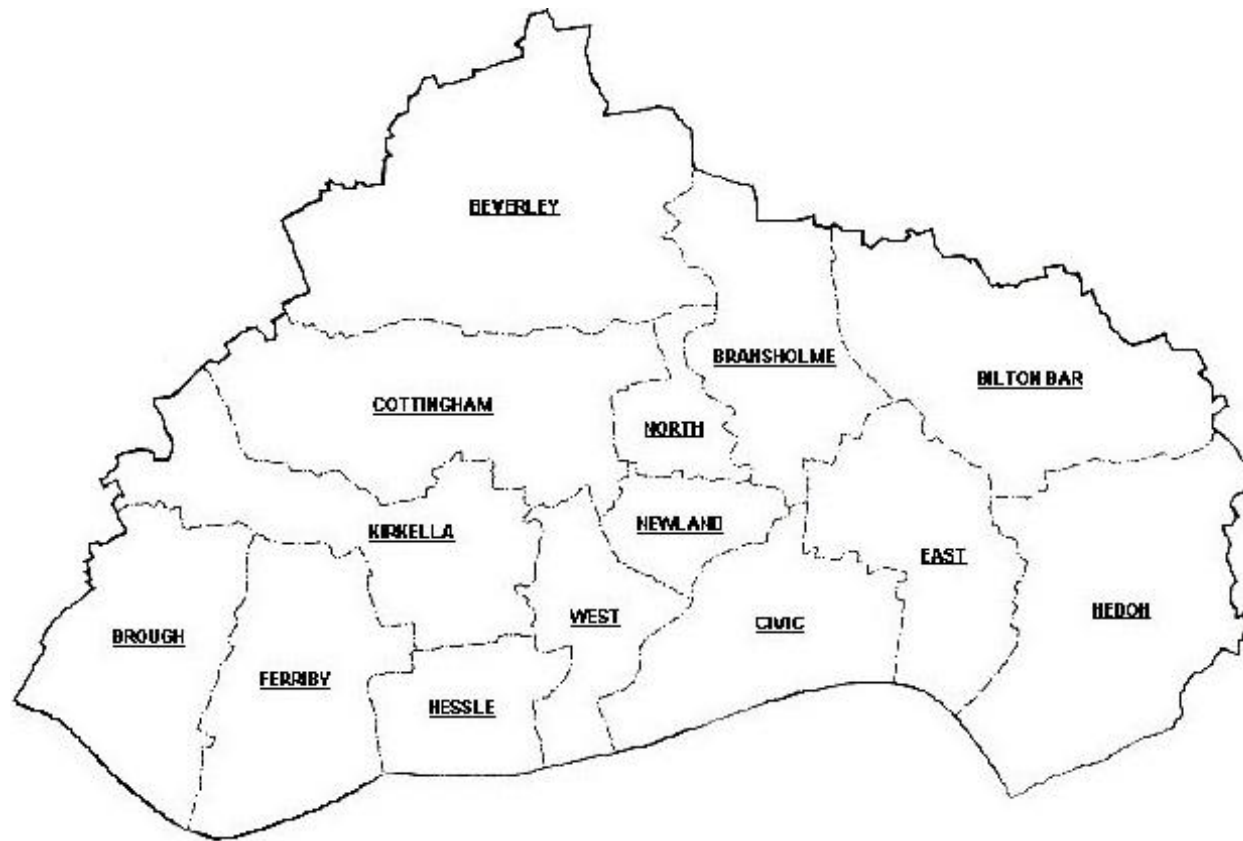 BEVERLEY
BRANSHOLME
BILTON BAR
COTTINGHAM
NORTH
KIRKELLA
NEWLAND
EAST
BROUGH
WEST
CIVIC
HEDON
FERRIBY
HESSLE